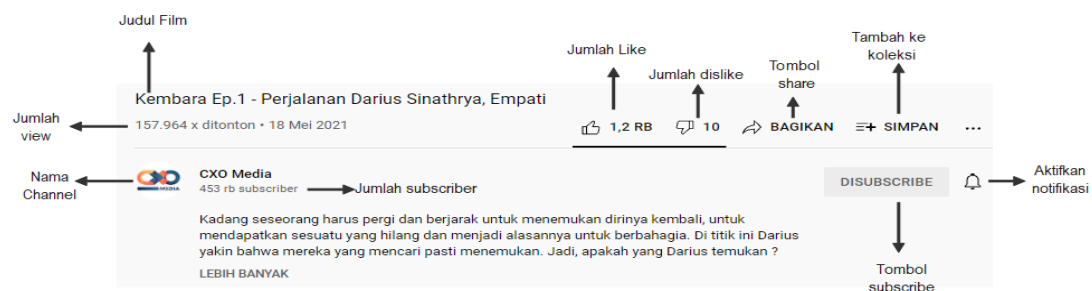 Judul Film
Jumlah Like
Jumlah dislike
Tombol
share
Tambah ke
koleksi
Kembara Ep.1 - Perjalanan Darius Sinathrya, Empati
Jumlah
view
157.964 x ditonton • 18 Mei 2021
1,2 RB
10
BAGIKAN
SIMPAN
...
Nama
Channel
CXO
MEDIA
CXO Media
453 rb subscriber
Jumlah subscriber
DISUBSCRIBE
Aktifkan
notifikasi
Kadang seseorang harus pergi dan berjarak untuk menemukan dirinya kembali, untuk
mendapatkan sesuatu yang hilang dan menjadi alasannya untuk berbahagia. Di titik ini Darius
yakin bahwa mereka yang mencari pasti menemukan. Jadi, apakah yang Darius temukan ?
LEBIH BANYAK
Tombol
subscribe